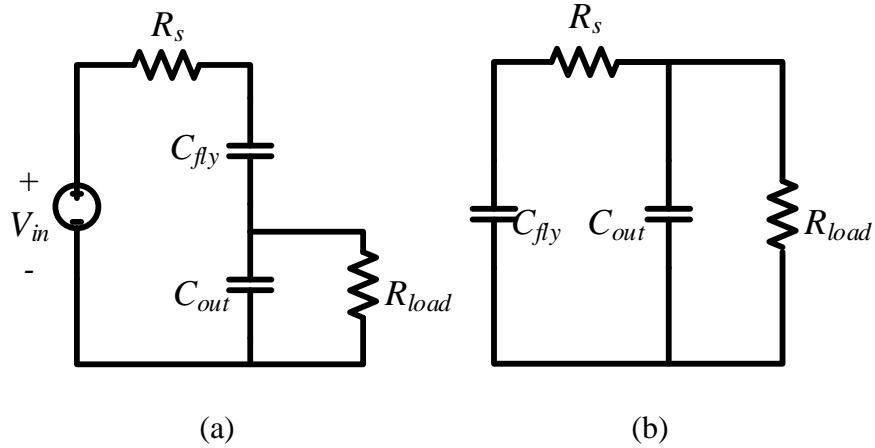 R_s
C_fly
+
V_in
-
C_out
R_load
(a)
R_s
C_fly
C_out
R_load
(b)